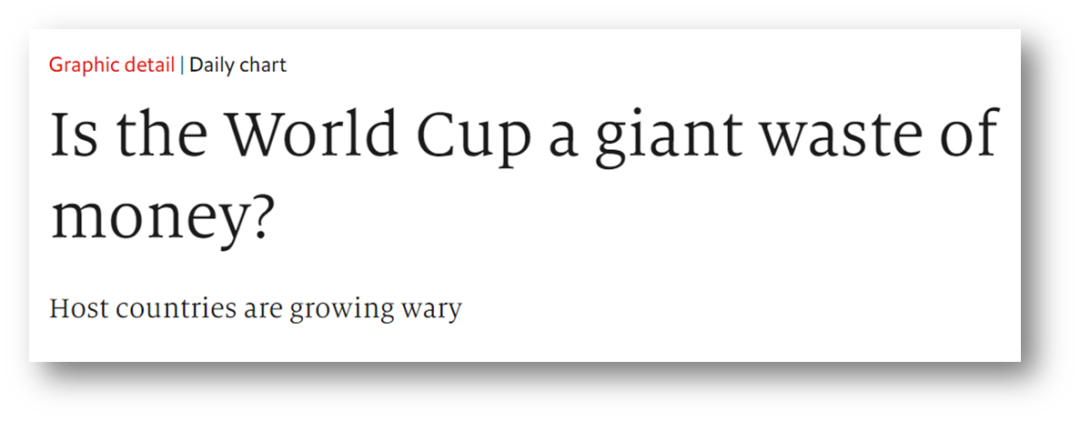 Graphic detail | Daily chart
Is the World Cup a giant waste of
money?
Host countries are growing wary